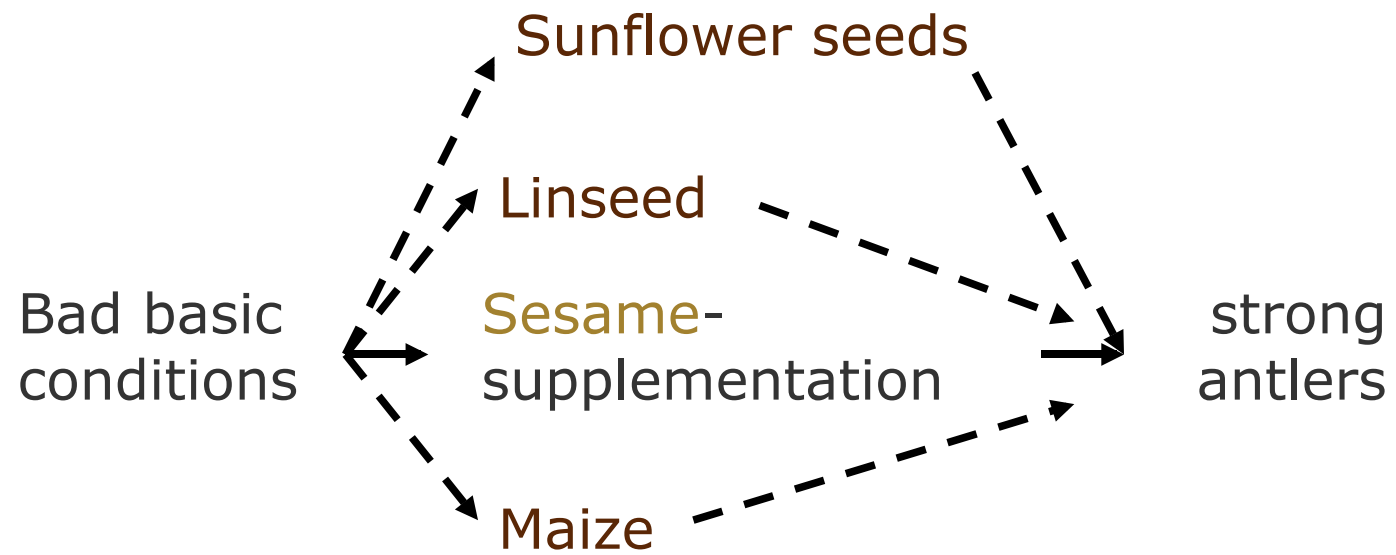 Sunflower seeds
Linseed
Bad basic
conditions
Sesame-
supplementation
strong
antlers
Maize